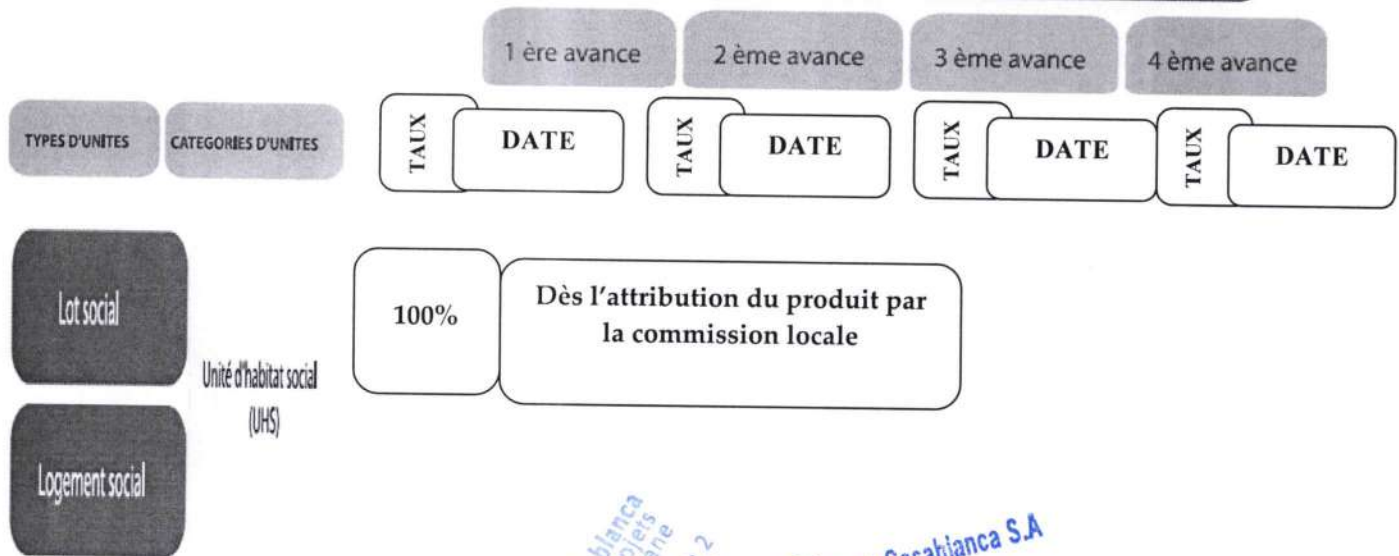 1 ère avance
2 ème avance
3 ème avance
4 ème avance
TYPES D'UNITES
CATEGORIES D'UNITES
TAUX
DATE
TAUX
DATE
TAUX
DATE
TAUX
DATE
Lot social
100%
Dès l'attribution du produit par
la commission locale
Unité d'habitat social
(UHS)
Logement social
Casablanca S.A